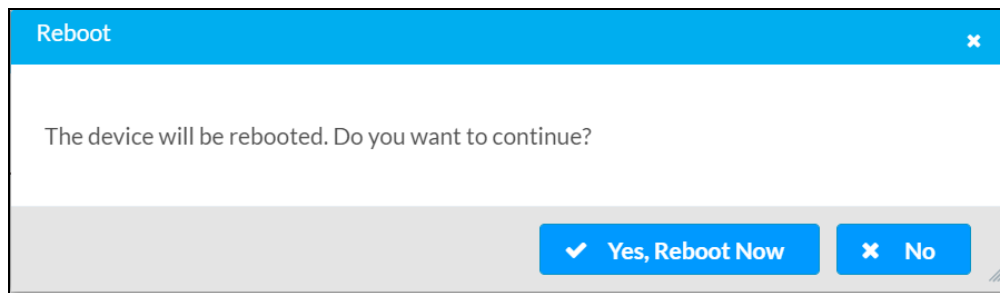 Reboot
The device will be rebooted. Do you want to continue?
Yes, Reboot Now
No